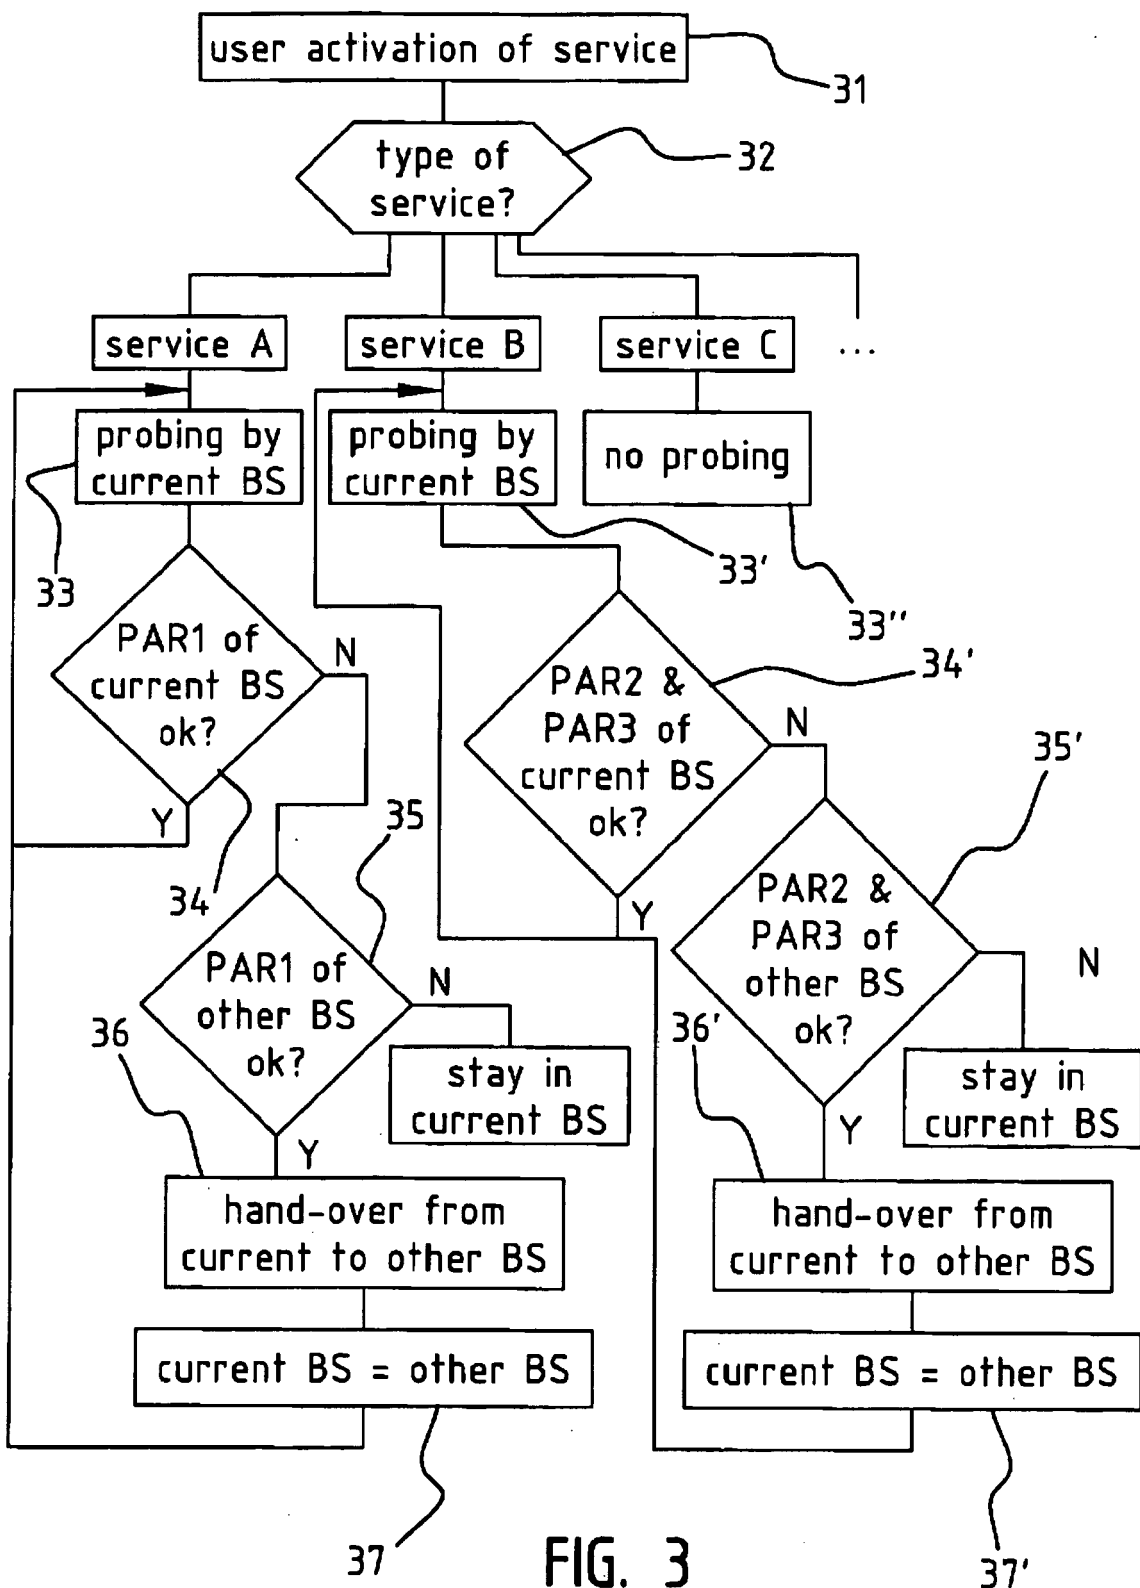 user activation of service
31
type of
service?
32
service A
service B
service C
...
probing by
current BS
probing by
current BS
no probing
33
33'
33''
PAR1 of
current BS
ok?
N
Y
34
PAR2 &
PAR3 of
current BS
ok?
N
Y
34'
35
PAR1 of
other BS
ok?
N
Y
35'
PAR2 &
PAR3 of
other BS
ok?
N
Y
stay in
current BS
stay in
current BS
36
hand-over from
current to other BS
36'
hand-over from
current to other BS
current BS = other BS
current BS = other BS
37
37'
FIG. 3